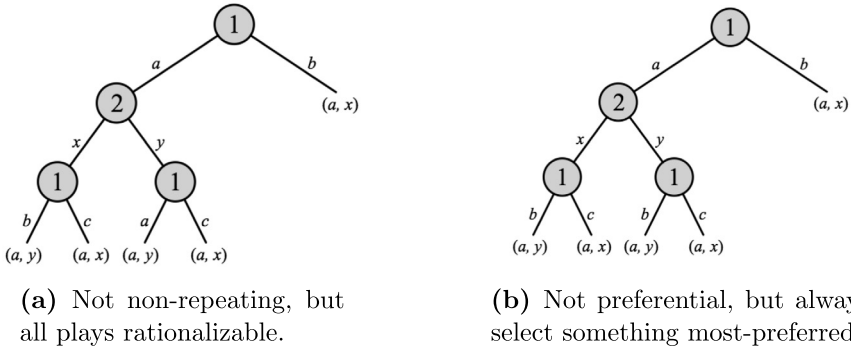 1
a
b
2
(a, x)
x
y
1
1
b
c
a
c
(a, y)
(a, x)
(a, y)
(a, x)
(a) Not non-repeating, but
all plays rationalizable.
1
a
b
2
(a, x)
x
y
1
1
b
c
b
c
(a, y)
(a, x)
(a, y)
(a, x)
(b) Not preferential, but alway
select something most-preferred